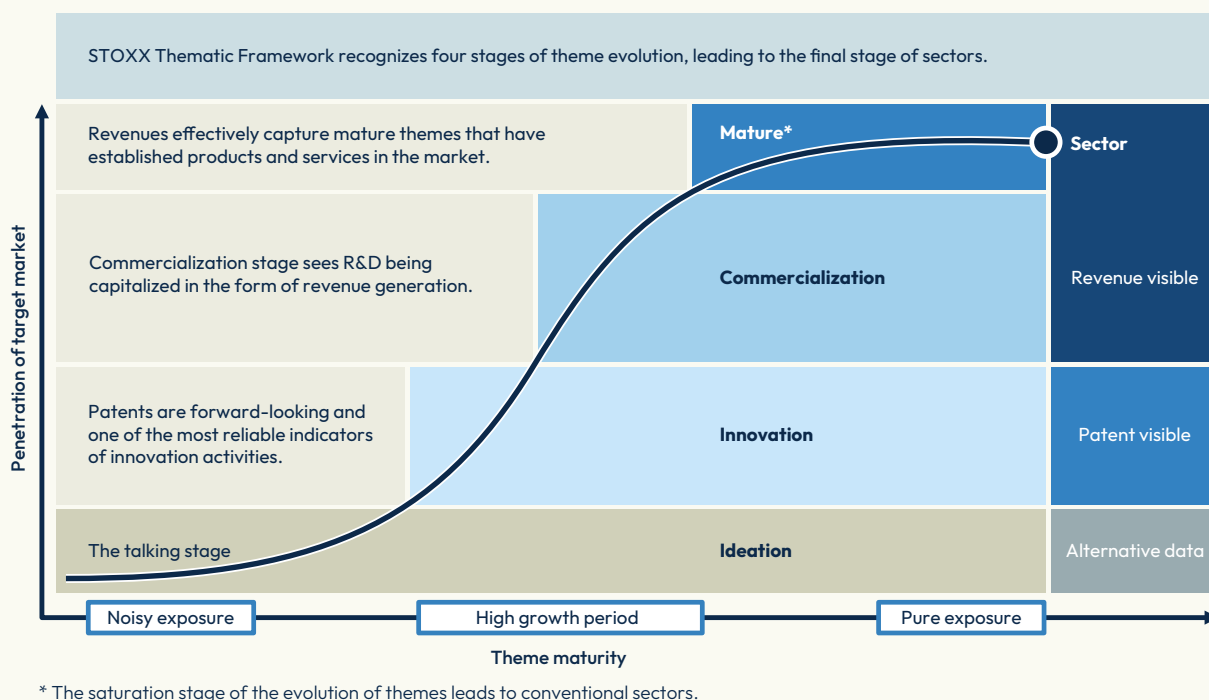 STOXX Thematic Framework recognizes four stages of theme evolution, leading to the final stage of sectors.
Revenues effectively capture mature themes that have
established products and services in the market.
Mature*
Sector
Commercialization stage sees R&D being
capitalized in the form of revenue generation.
Commercialization
Revenue visible
Patents are forward-looking and
one of the most reliable indicators
of innovation activities.
Innovation
Patent visible
The talking stage
Ideation
Alternative data
Penetration of target market
Noisy exposure
High growth period
Pure exposure
Theme maturity
* The saturation stage of the evolution of themes leads to conventional sectors.